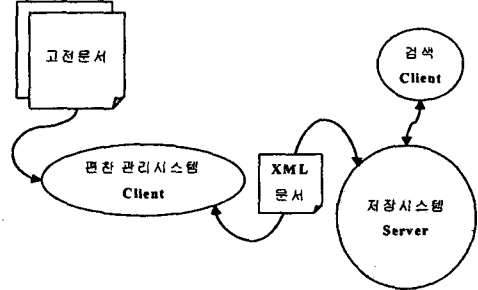 고전문서
검색
Client
편찬 관리시스템
Client
XML
문서
저장시스템
Server